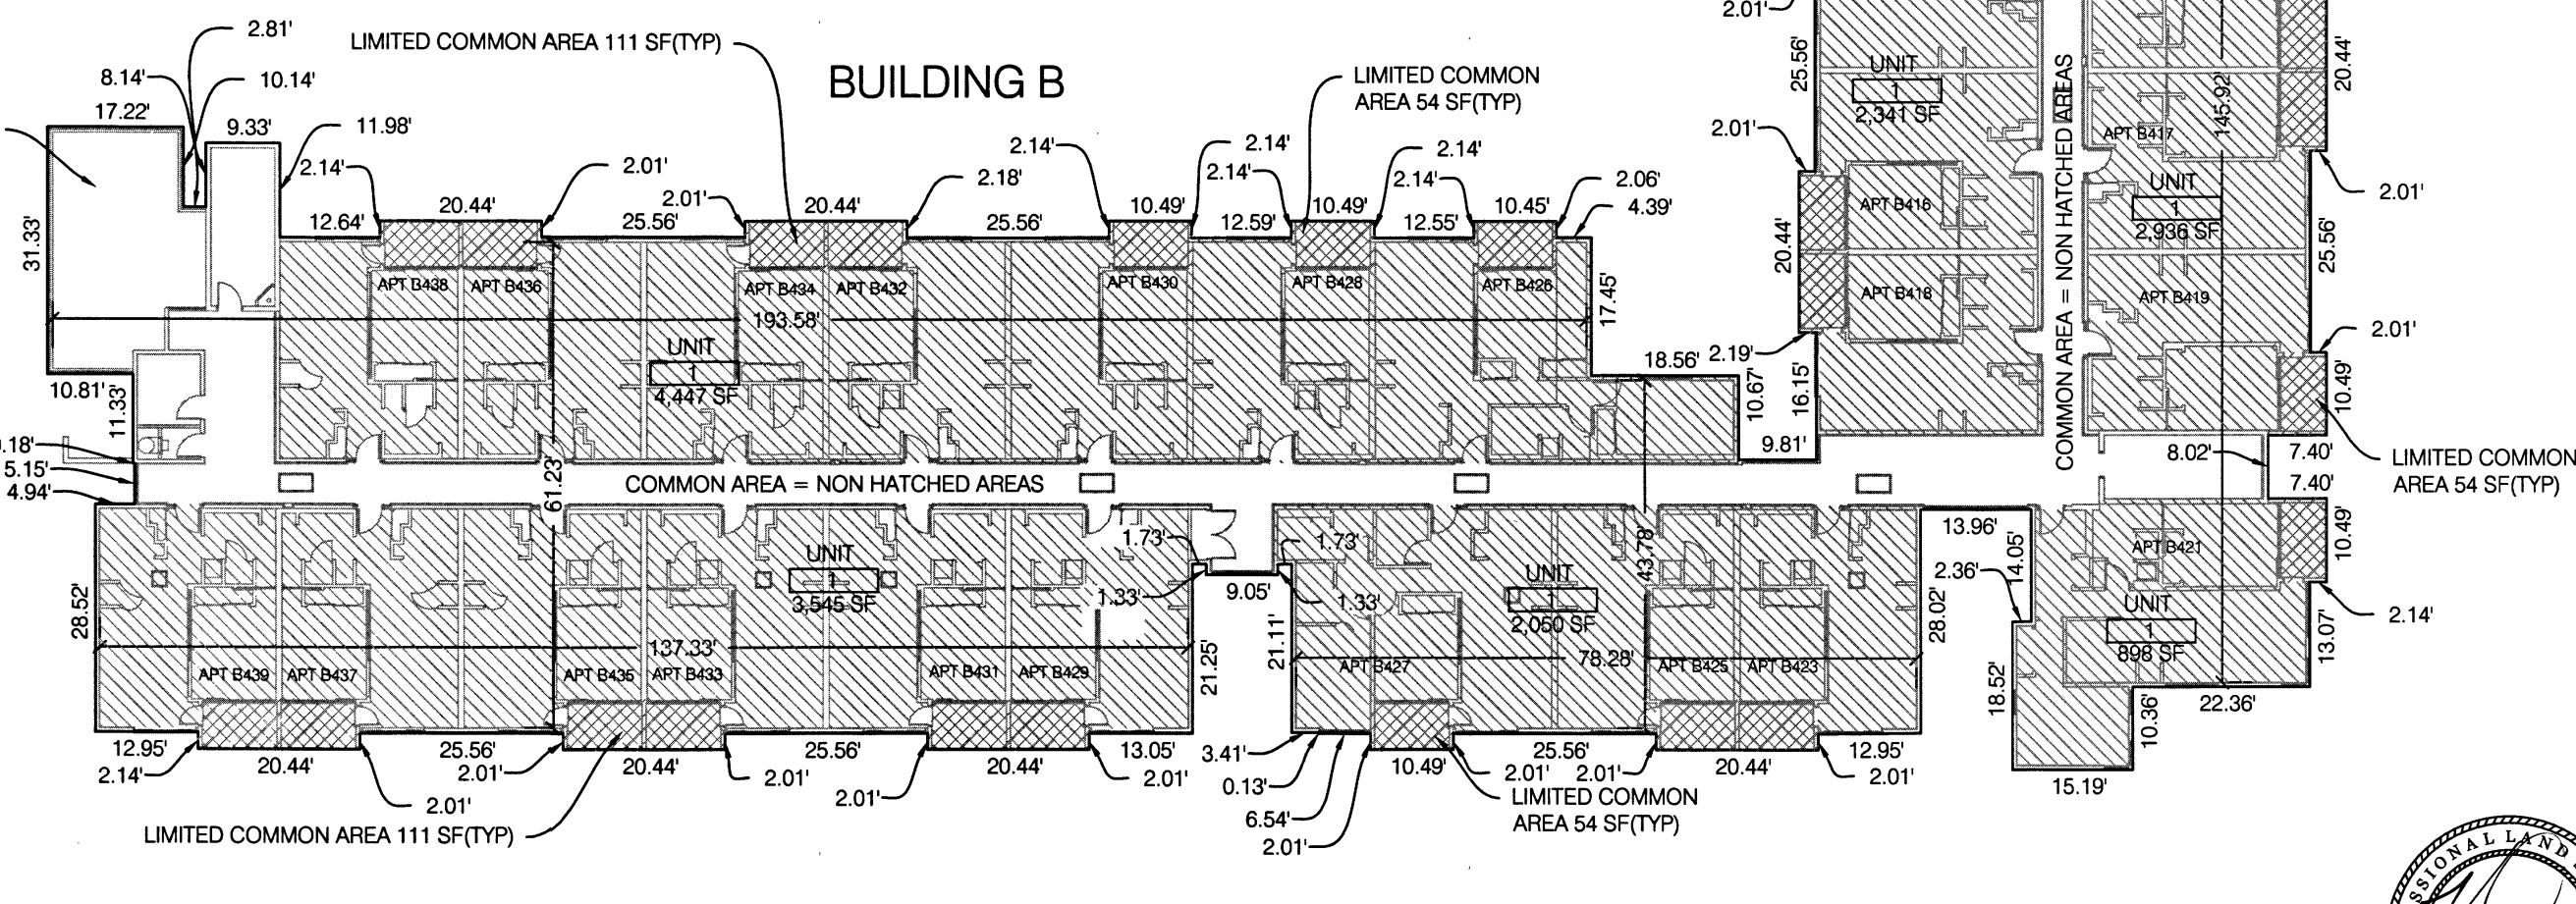 2.81'
LIMITED COMMON AREA 111 SF(TYP)
8.14'
10.14'
17.22'
9.33'
11.98'
BUILDING B
LIMITED COMMON
AREA 54 SF(TYP)
2.01'
2.14'
2.01'
2.01'
2.18'
2.14'
2.14'
2.14'
2.14'
2.14'
2.06'
4.39'
12.64'
20.44'
25.56'
20.44'
25.56'
10.49'
12.59'
10.49'
12.55'
10.45'
31.33'
APT B438
APT B436
APT B434
APT B432
APT B430
APT B428
APT B426
193.58'
17.45'
UNIT
1
4,447 SF
18.56'
10.67'
9.81'
10.81'
11.33'
5.15'
4.94'
61.23'
COMMON AREA = NON HATCHED AREAS
28.52'
137.33'
UNIT
1
3,545 SF
APT B439
APT B437
APT B435
APT B433
APT B431
APT B429
1.73'
1.33'
9.05'
1.73'
1.33'
21.25'
21.11'
43.78'
UNIT
1
2,050 SF
78.28'
APT B427
APT B425
APT B423
28.02'
12.95'
2.14'
20.44'
2.01'
25.56'
2.01'
20.44'
2.01'
25.56'
2.01'
20.44'
13.05'
2.01'
3.41'
0.13'
6.54'
2.01'
10.49'
2.01'
25.56'
2.01'
20.44'
12.95'
2.01'
LIMITED COMMON AREA 111 SF(TYP)
LIMITED COMMON
AREA 54 SF(TYP)
25.56'
UNIT
1
2,341 SF
2.01'
20.44'
APT B416
APT B418
2.19'
16.15'
COMMON AREA = NON HATCHED AREAS
145.92'
20.44'
APT B417
UNIT
1
2,936 SF
2.01'
25.56'
APT B419
2.01'
10.49'
8.02'
7.40'
7.40'
LIMITED COMMON
AREA 54 SF(TYP)
10.49'
13.96'
14.05'
2.36'
APT B421
UNIT
1
898 SF
2.14'
13.07'
18.52'
10.36'
22.36'
15.19'
SSIONAL LAND